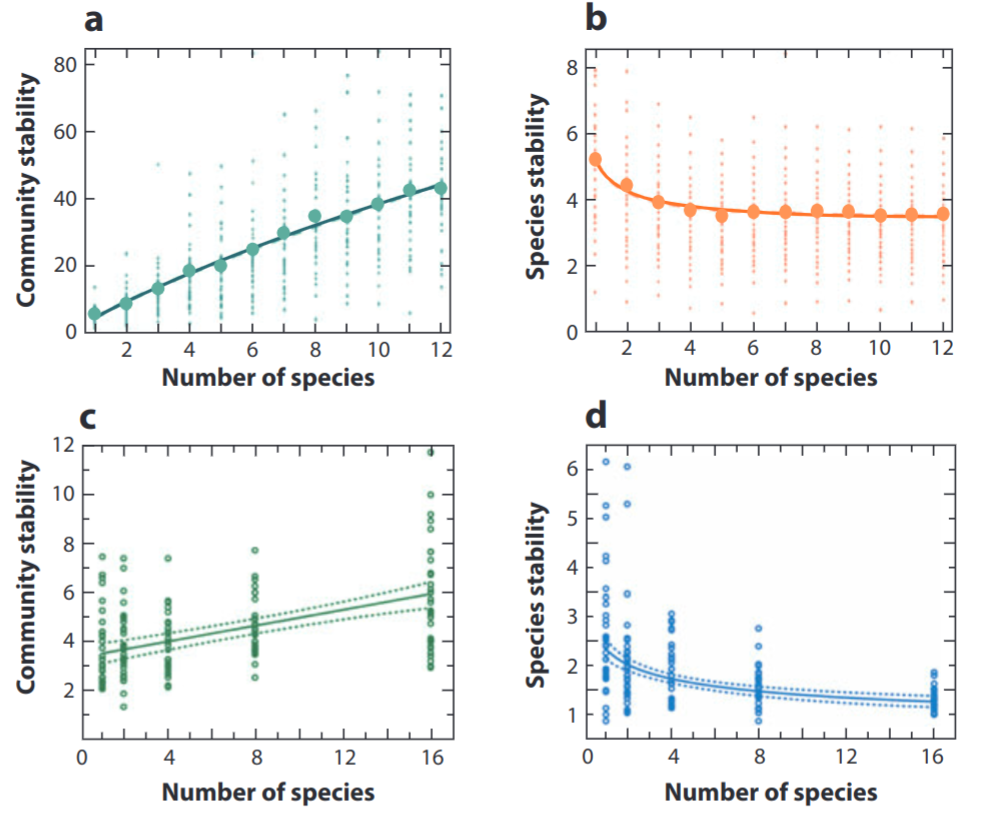 a
Community stability
80
60
40
20
0
2 4 6 8 10 12
Number of species
b
Species stability
8
6
4
2
0
2 4 6 8 10 12
Number of species
c
Community stability
12
10
8
6
4
2
0 4 8 12 16
Number of species
d
Species stability
6
5
4
3
2
1
0 4 8 12 16
Number of species